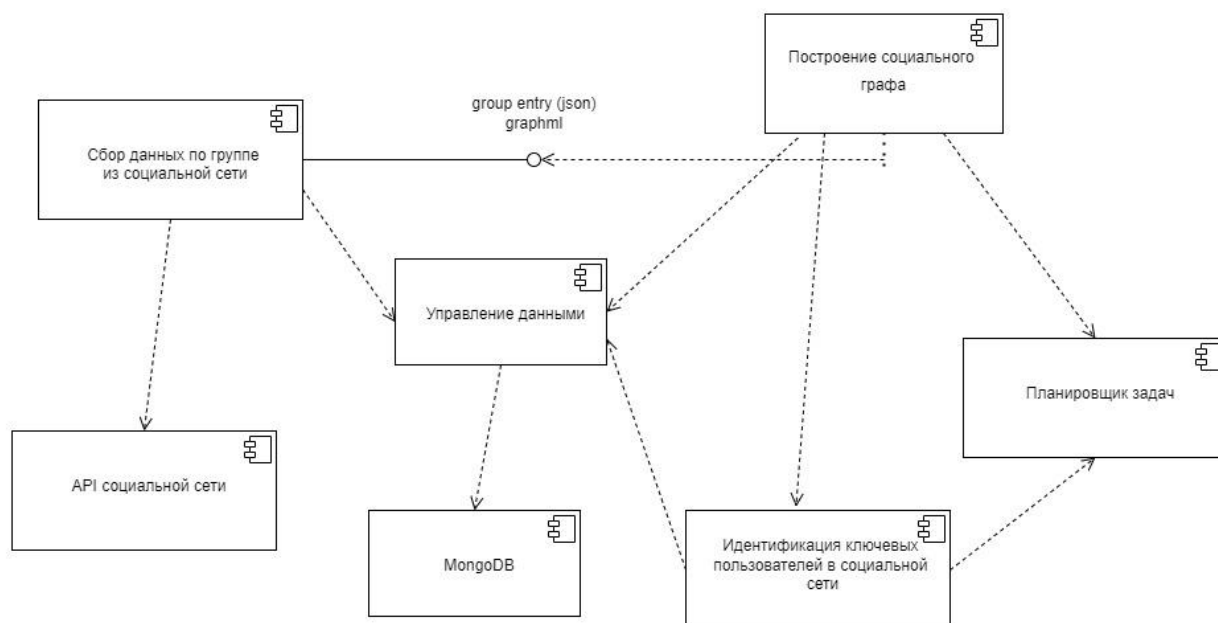 Построение социального
графа
group entry (json)
graphml
Сбор данных по группе
из социальной сети
Управление данными
Планировщик задач
API социальной сети
MongoDB
Идентификация ключевых
пользователей в социальной
сети